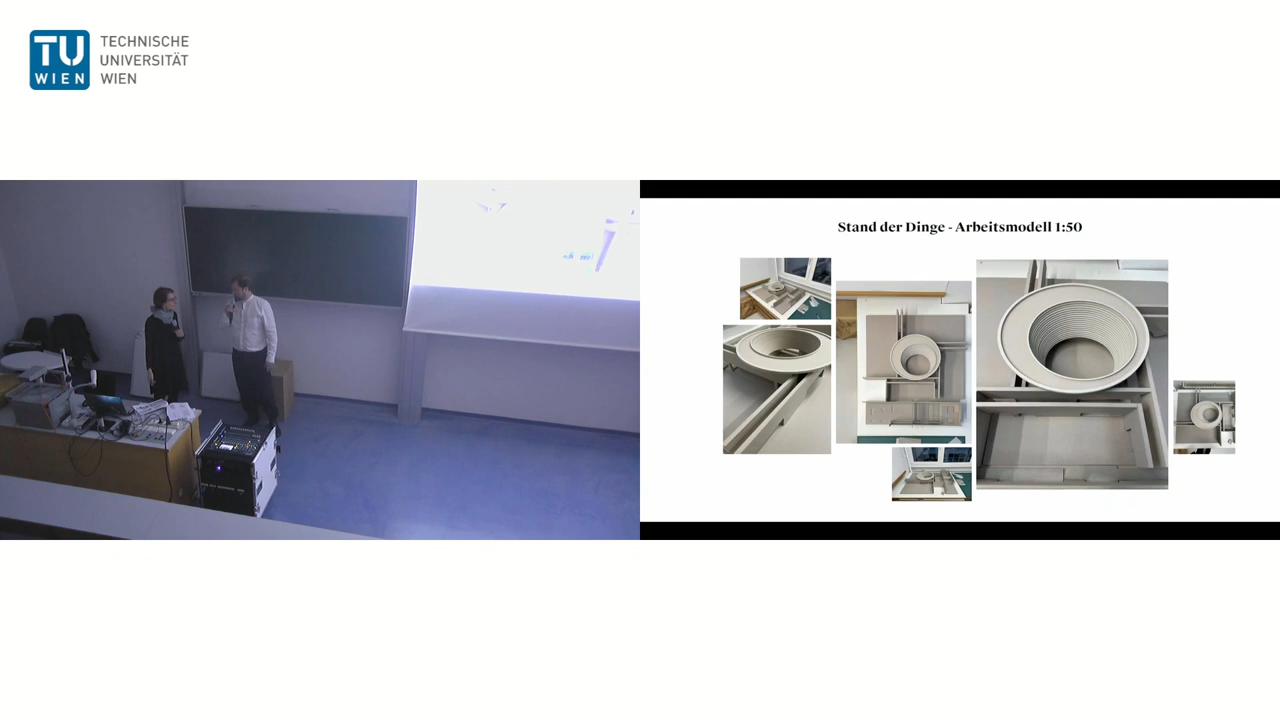 TU
WIEN
TECHNISCHE
UNIVERSITÄT
WIEN
Stand der Dinge - Arbeitsmodell 1:50